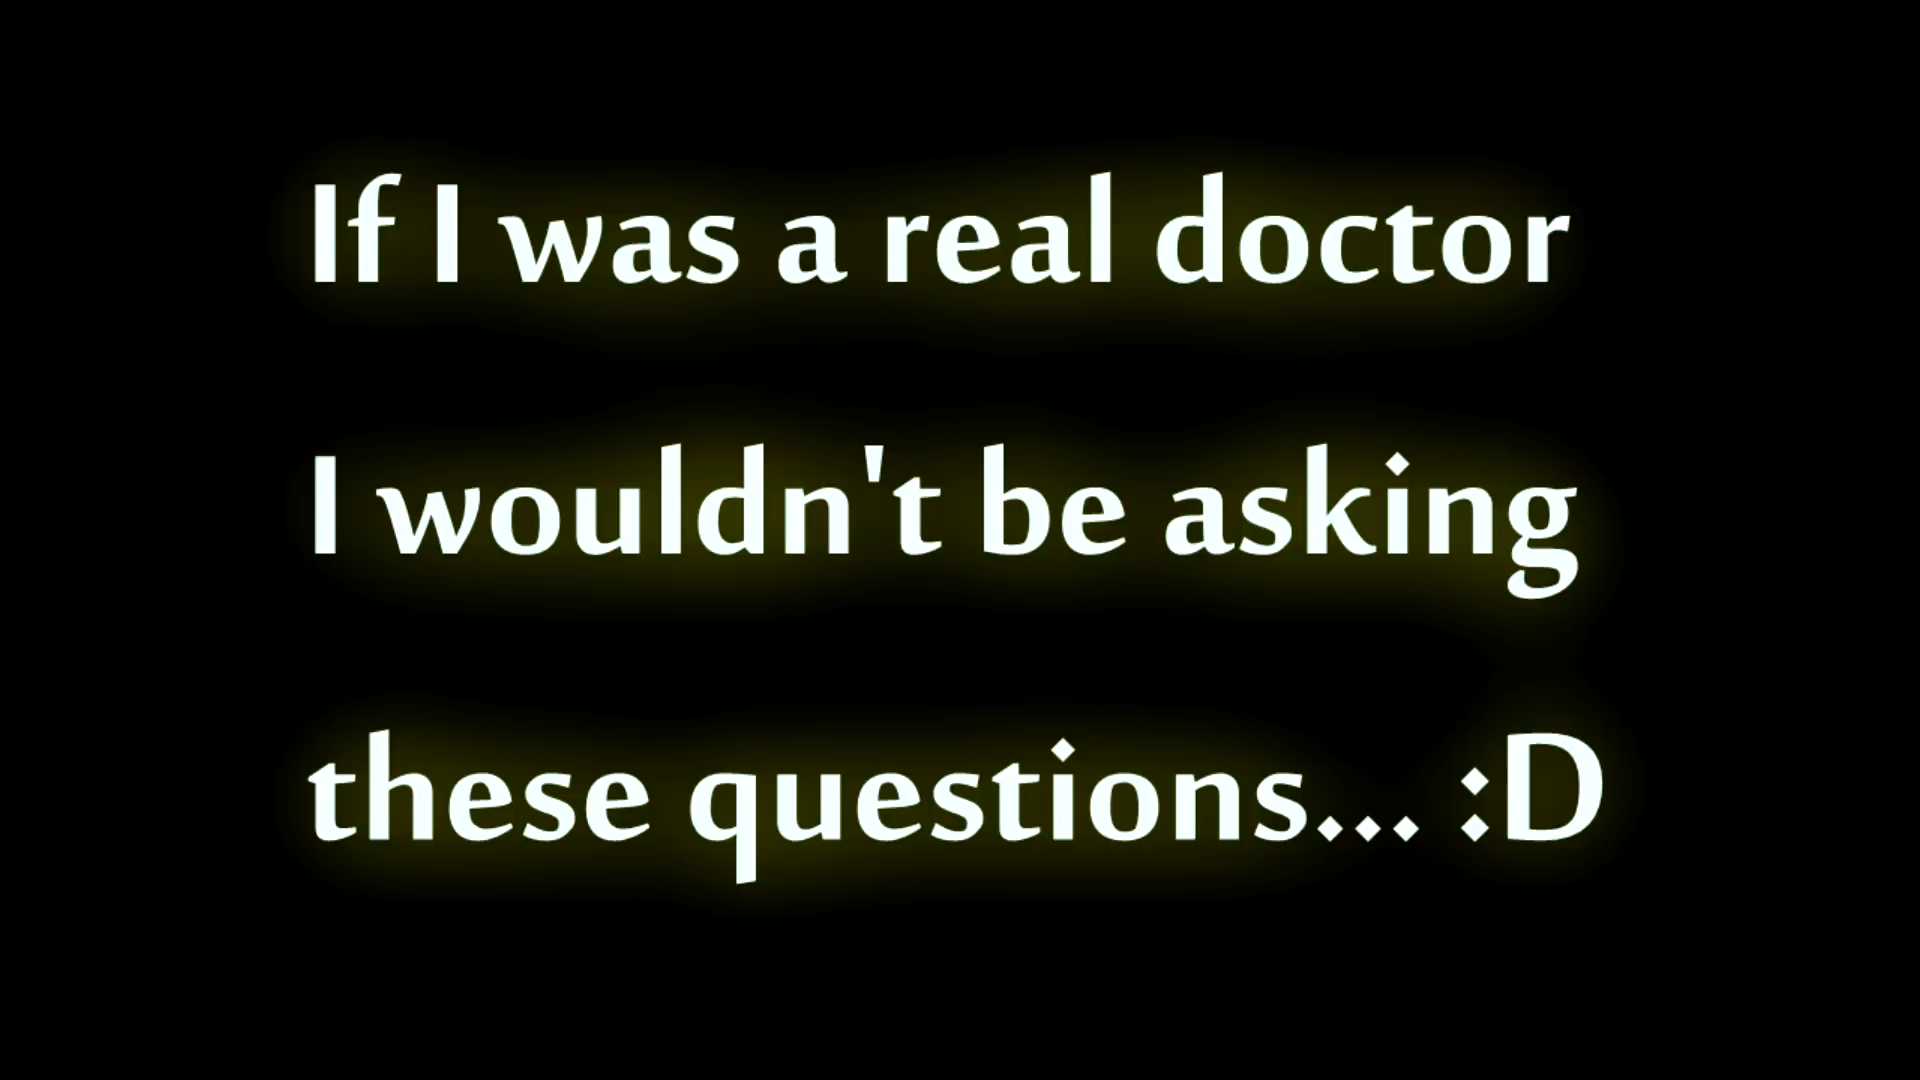 If I was a real doctor
I wouldn't be asking
these questions... :D